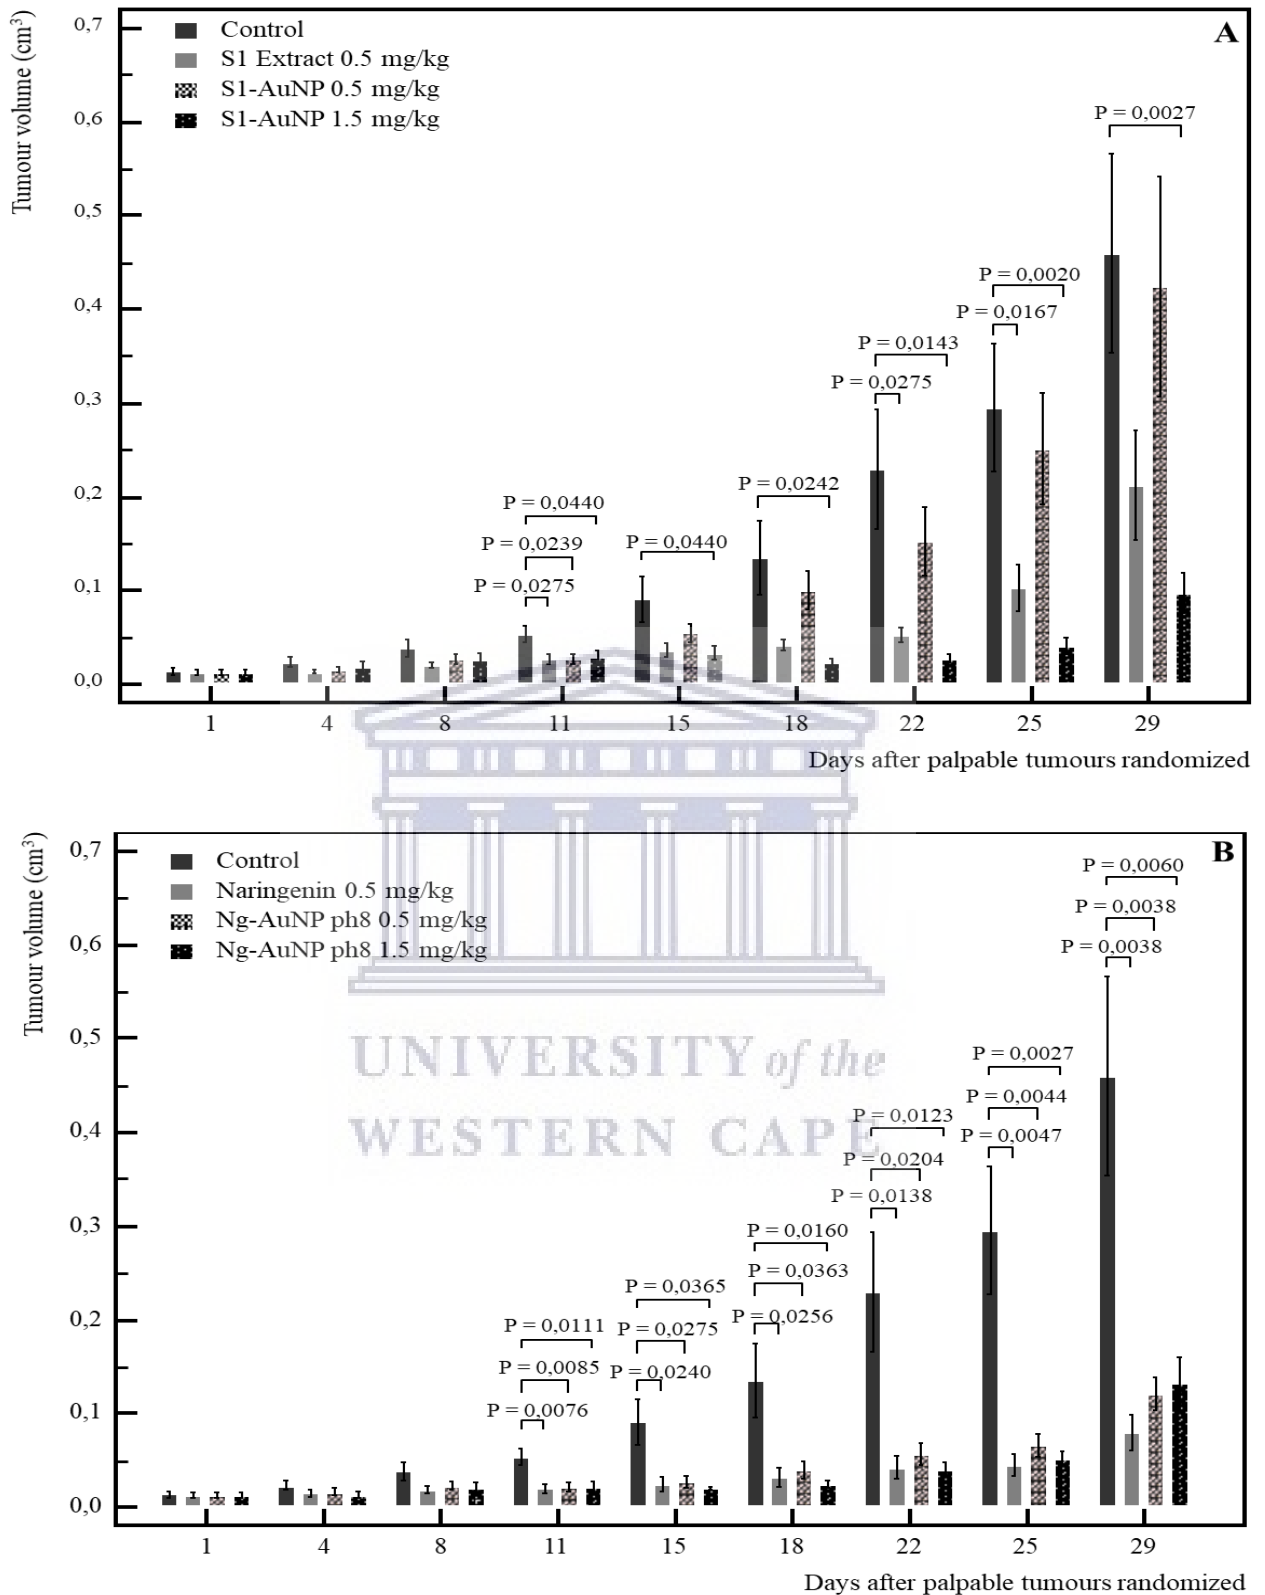 A
Tumour volume (cm³)
Control
S1 Extract 0.5 mg/kg
S1-AuNP 0.5 mg/kg
S1-AuNP 1.5 mg/kg
0,7
0,6
0,5
0,4
0,3
0,2
0,1
0,0
P = 0,0440
P = 0,0239
P = 0,0275
P = 0,0440
P = 0,0242
P = 0,0143
P = 0,0275
P = 0,0020
P = 0,0167
P = 0,0027
1 4 8 11 15 18 22 25 29
Days after palpable tumours randomized
B
Tumour volume (cm³)
Control
Naringenin 0.5 mg/kg
Ng-AuNP ph8 0.5 mg/kg
Ng-AuNP ph8 1.5 mg/kg
0,7
0,6
0,5
0,4
0,3
0,2
0,1
0,0
UNIVERSITY of the
WESTERN CAPE
P = 0,0111
P = 0,0085
P = 0,0076
P = 0,0365
P = 0,0275
P = 0,0240
P = 0,0160
P = 0,0363
P = 0,0256
P = 0,0123
P = 0,0204
P = 0,0138
P = 0,0027
P = 0,0044
P = 0,0047
P = 0,0060
P = 0,0038
P = 0,0038
1 4 8 11 15 18 22 25 29
Days after palpable tumours randomized